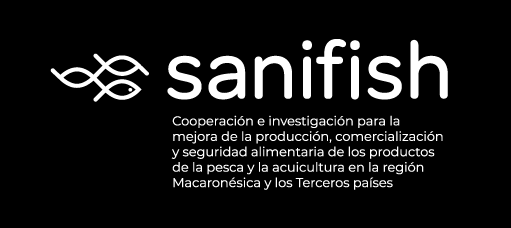 sanifish
Cooperación e investigación para la
mejora de la producción, comercialización
y seguridad alimentaria de los productos
de la pesca y la acuicultura en la región
Macaronésica y los Terceros países